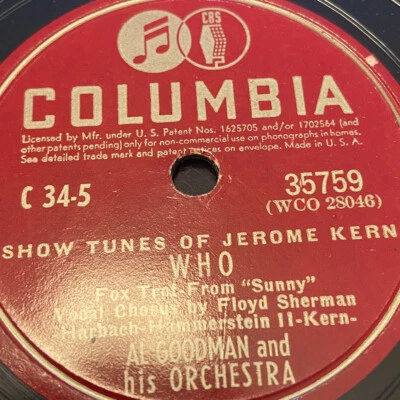 CBS
COLUMBIA
Licensed by Mfr. under U. S. Patent Nos. 1625705 and/or 1702564 (and
other patents pending) only for non-commercial use on phonographs in homes.
See detailed trade mark and patent notices on envelope. Made in U. S. A.
C 34-5
35759
(WCO 28046)
SHOW TUNES OF JEROME KERN
WHO
Fox Trot From "Sunny"
Vocal Chorus by Floyd Sherman
-Harbach-Hammerstein II-Kern-
AL GOODMAN and
his ORCHESTRA